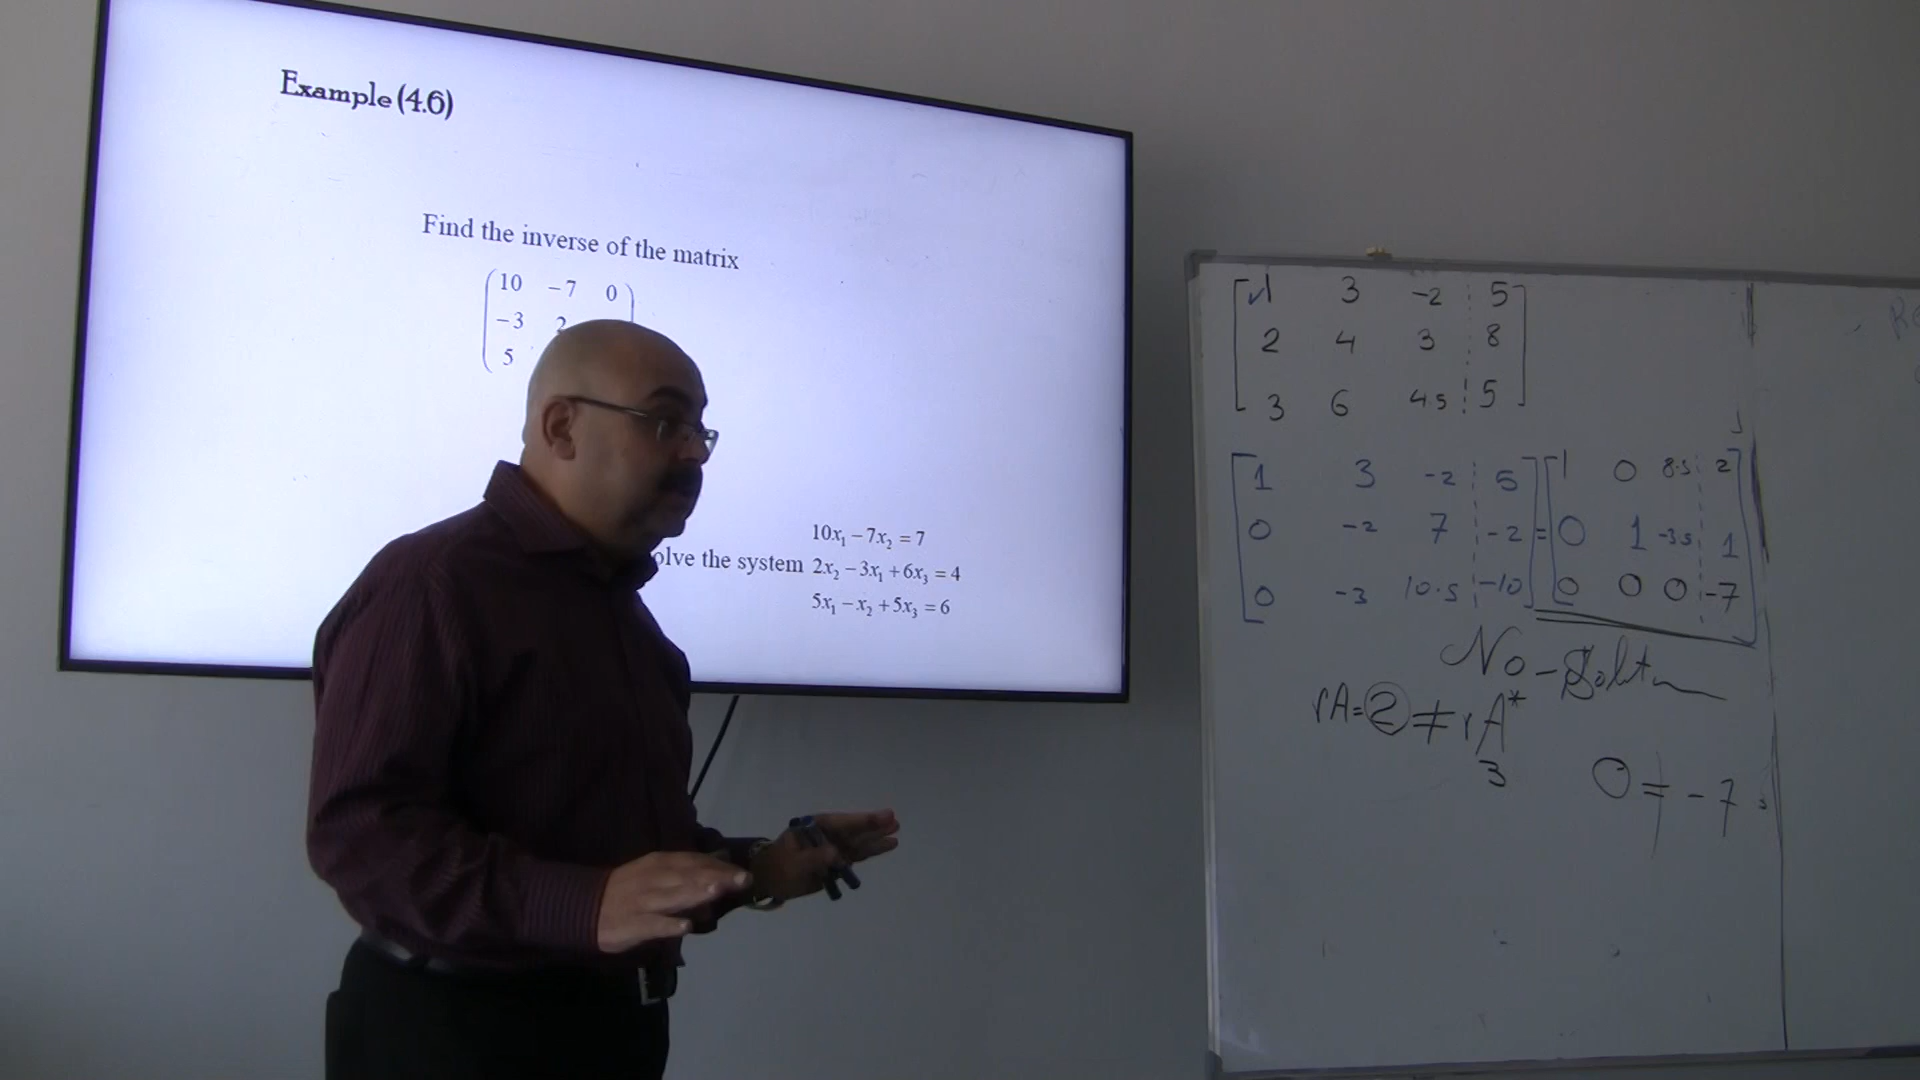 Example (4.6)
Find the inverse of the matrix
10 -7 0
-3 2
5
olve the system
10x₁ - 7x₂ = 7
2x₂ - 3x₁ + 6x₃ = 4
5x₁ - x₂ + 5x₃ = 6
1 3 -2 5
2 4 3 8
3 6 4.5 5
1 3 -2 5
0 -2 7 -2
0 -3 10.5 -10
=
1 0 8.5 2
0 1 -3.5 1
0 0 0 -7
No-Solutn
rA=2≠rA*
3
0≠-7